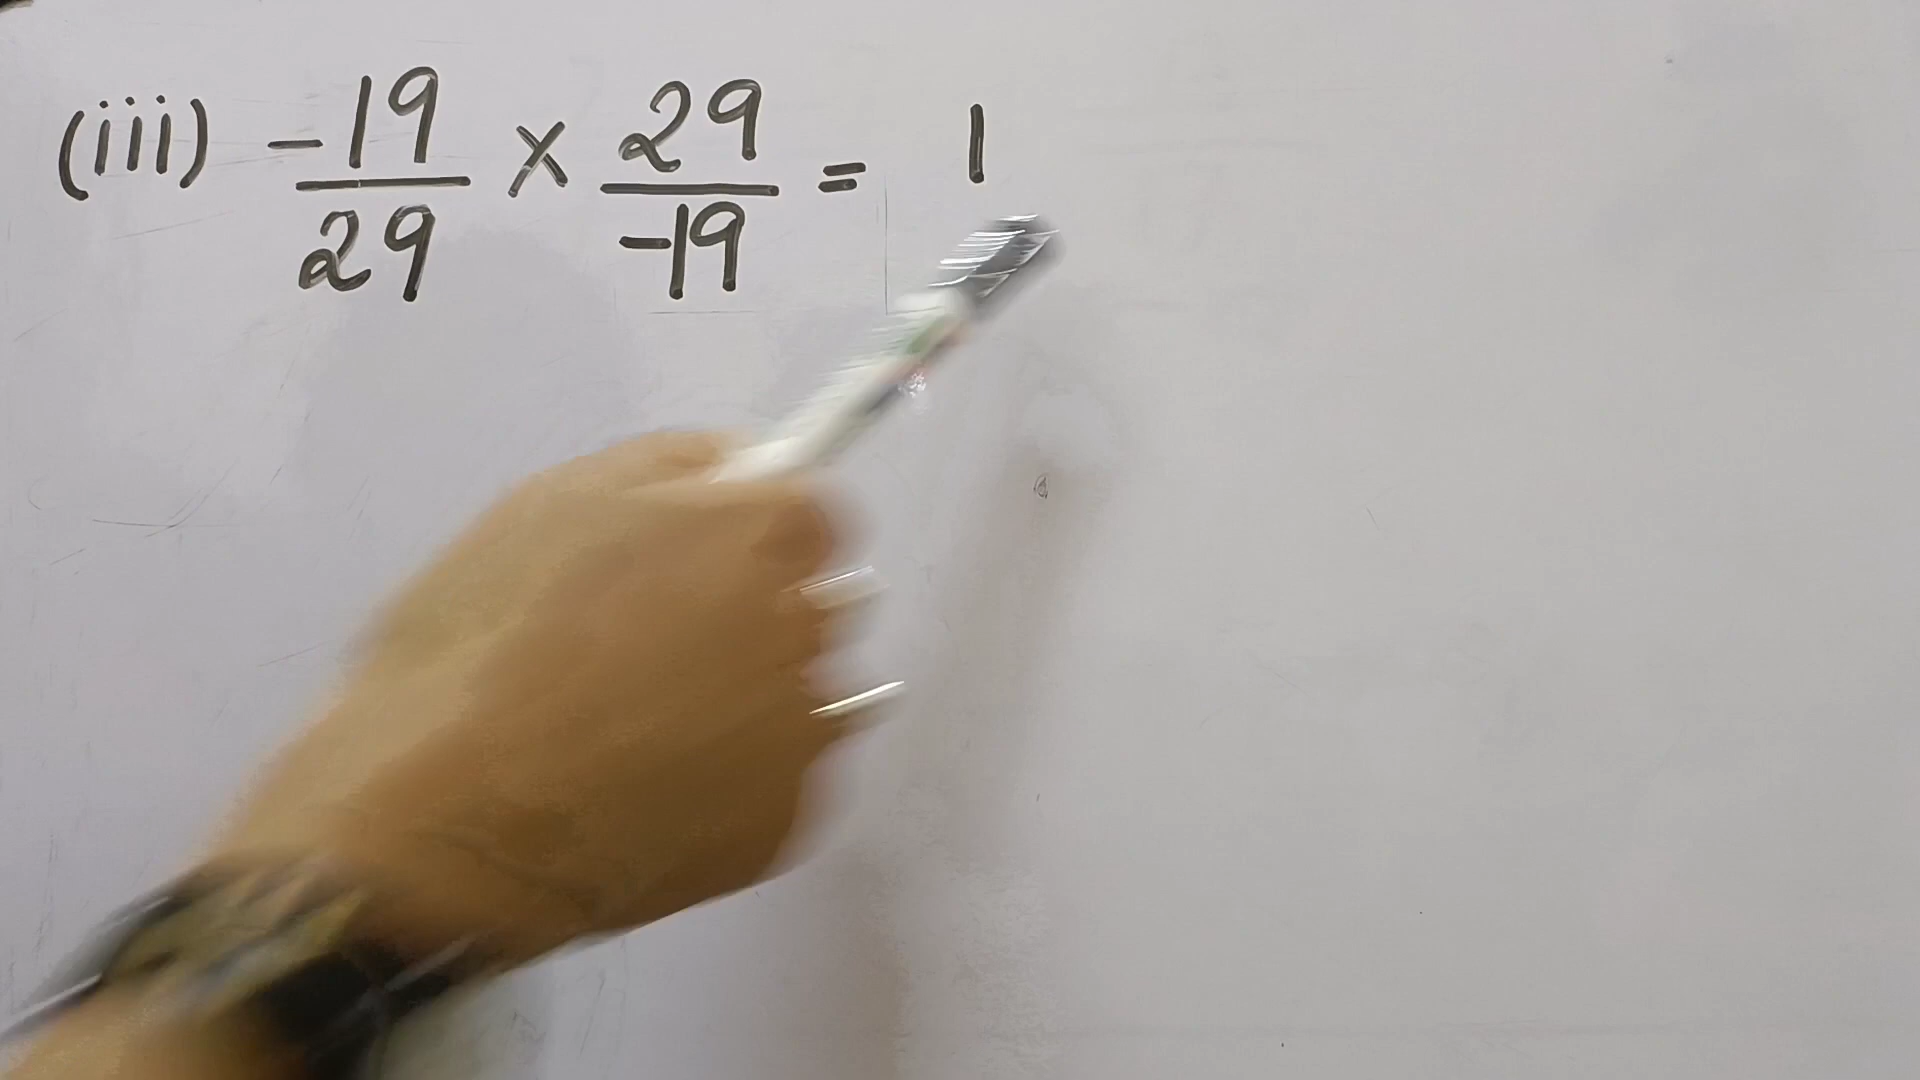 (iii) -19/29 × 29/-19 = 1